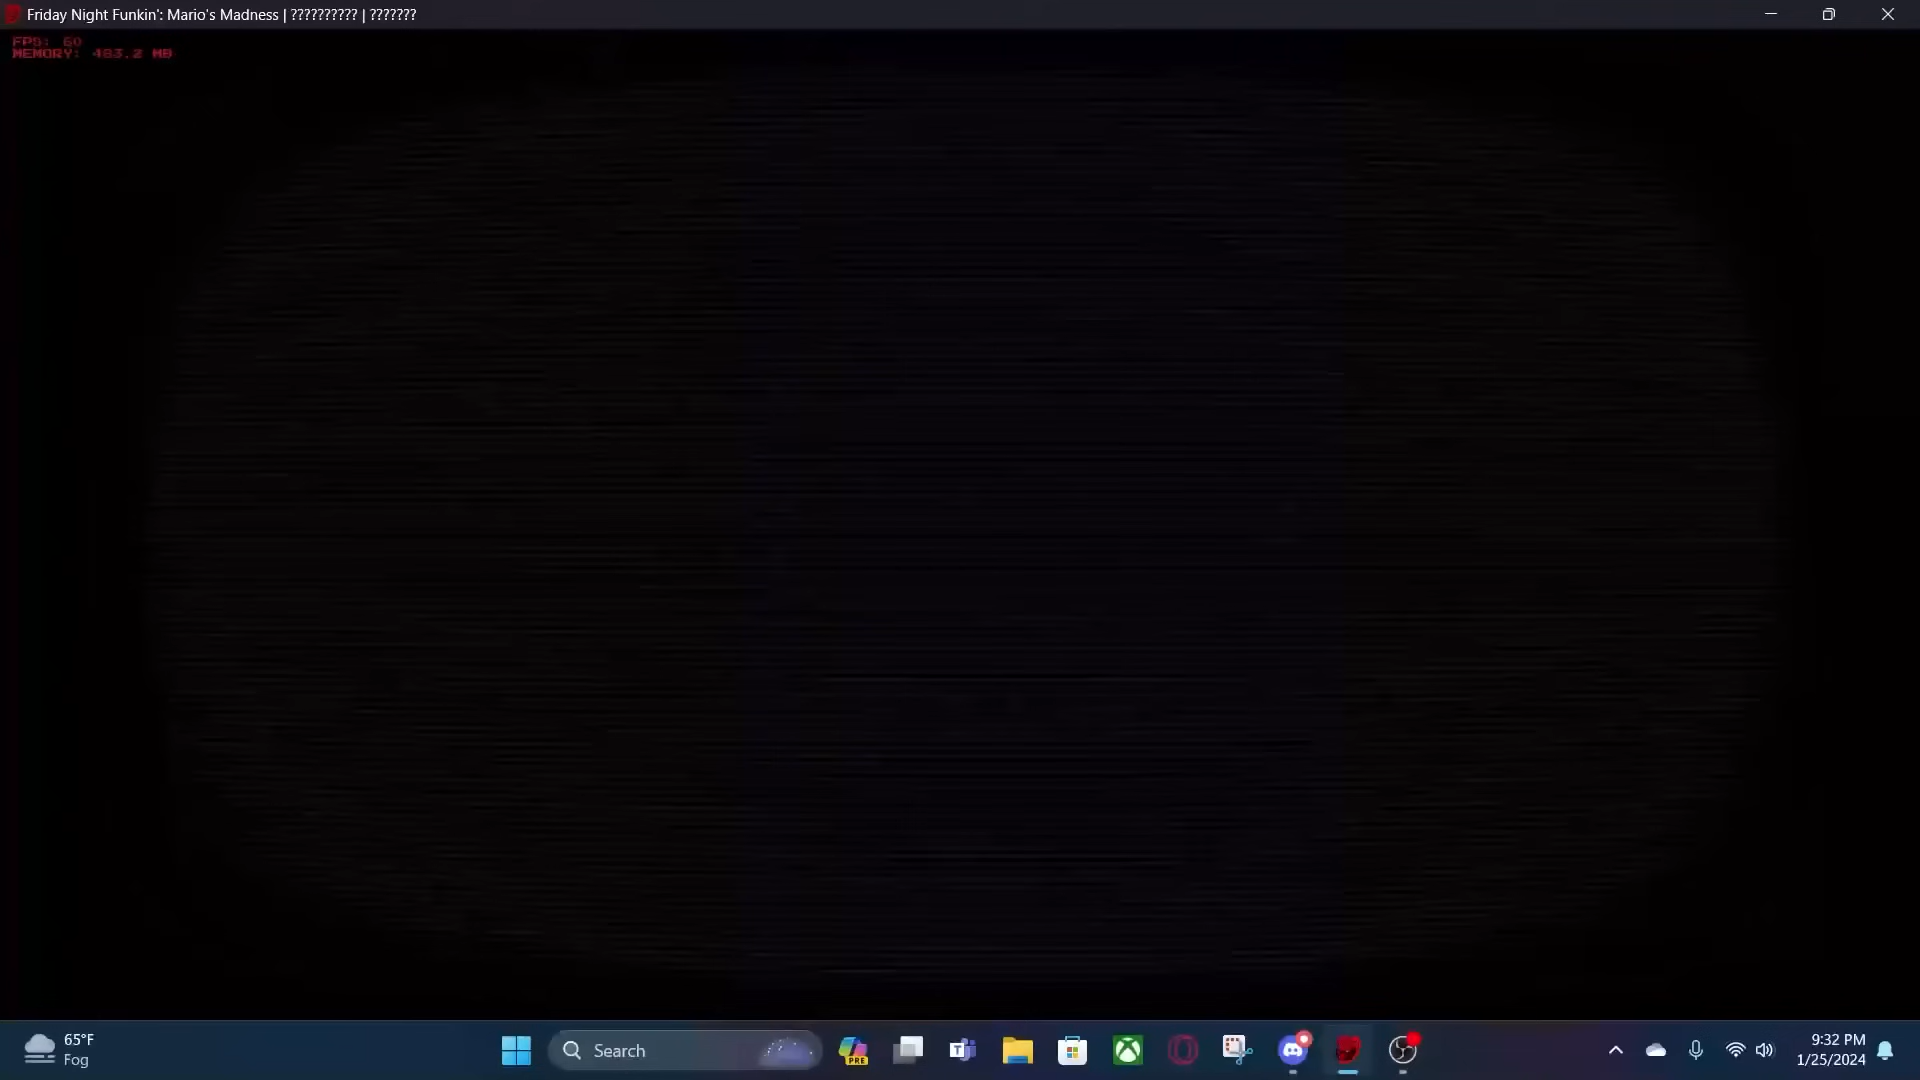 Friday Night Funkin': Mario's Madness | ?????????? | ???????
FPS: 60
MEMORY: 483.2 MB
65°F
Fog
Search
PRE
9:32 PM
1/25/2024